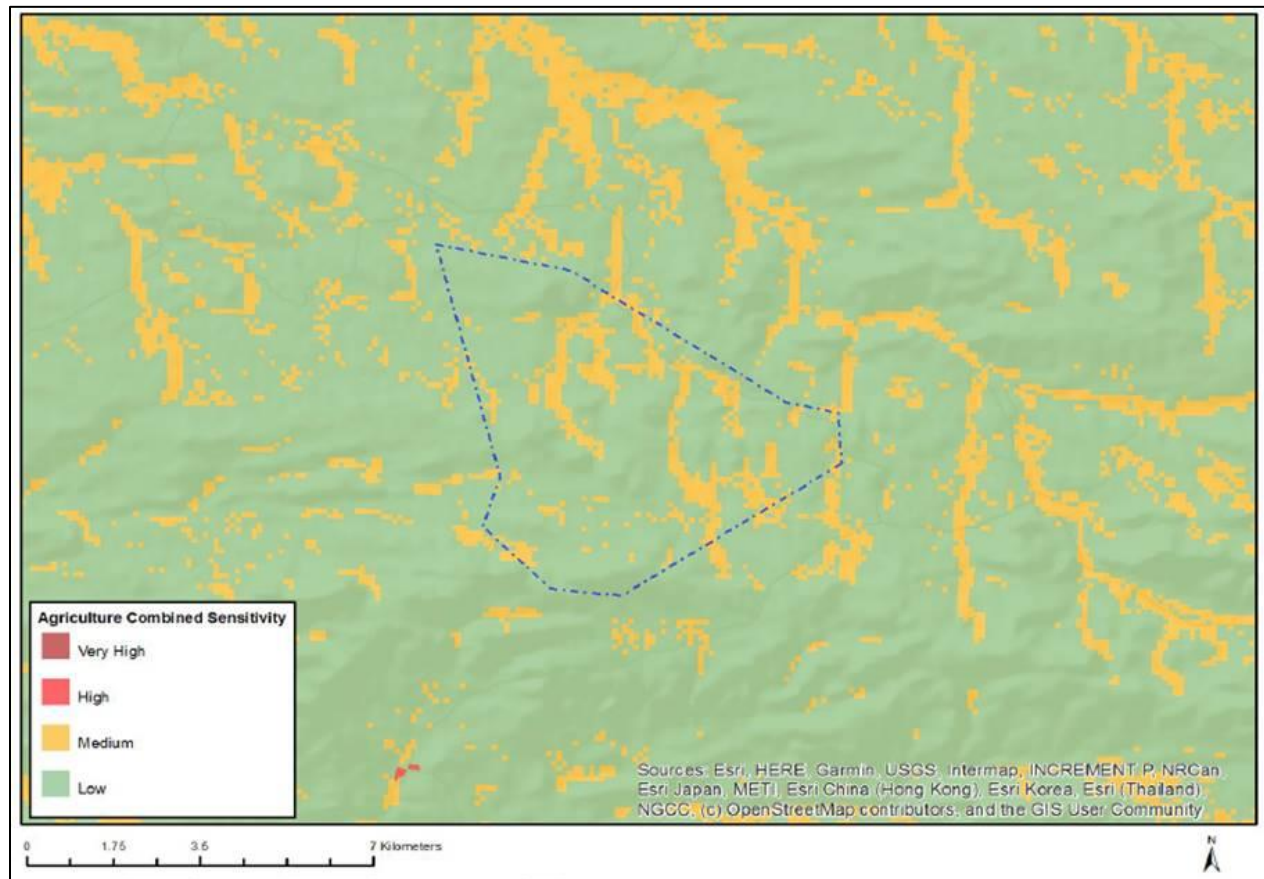 Agriculture Combined Sensitivity
Very High
High
Medium
Low
Sources: Esri, HERE, Garmin, USGS, Intermap, INCREMENT P, NRCan,
Esri Japan, METI, Esri China (Hong Kong), Esri Korea, Esri (Thailand),
NGCC, (c) OpenStreetMap contributors, and the GIS User Community
0 1.75 3.5 7 Kilometers
N